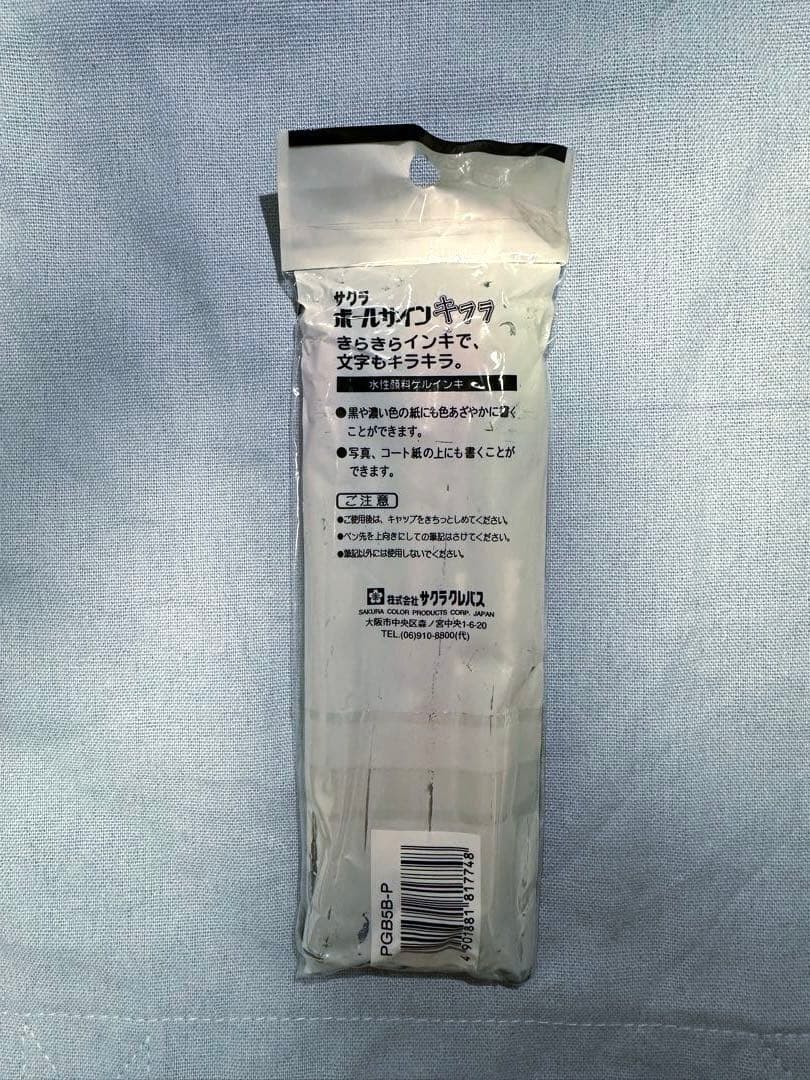 サクラ
ボールサインキララ
きらきらインキで、
文字もキラキラ。
水性顔料ゲルインキ
●黒や濃い色の紙にも色あざやかに書く
ことができます。
●写真、コート紙の上にも書くことが
できます。
ご注意
●ご使用後は、キャップをきちっとしめてください。
●ペン先を上向きにしての筆記はさけてください。
●筆記以外には使用しないでください。
株式会社サクラクレパス
SAKURA COLOR PRODUCTS CORP. JAPAN
大阪市中央区森ノ宮中央1-6-20
TEL.(06)910-8800(代)
PGB5B-P
4 901881 817748